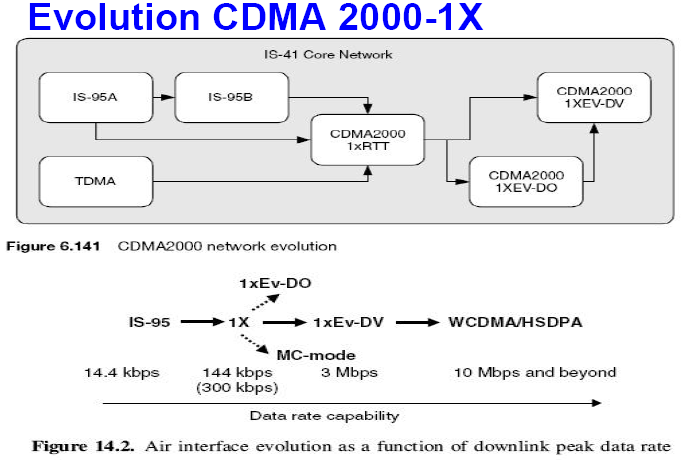 Evolution CDMA 2000-1X
IS-41 Core Network
IS-95A
IS-95B
CDMA2000
1XEV-DV
CDMA2000
1xRTT
TDMA
CDMA2000
1XEV-DO
Figure 6.141 CDMA2000 network evolution
1xEv-DO
IS-95
1X
1xEv-DV
WCDMA/HSDPA
MC-mode
14.4 kbps
144 kbps
(300 kbps)
3 Mbps
10 Mbps and beyond
Data rate capability
Figure 14.2. Air interface evolution as a function of downlink peak data rate